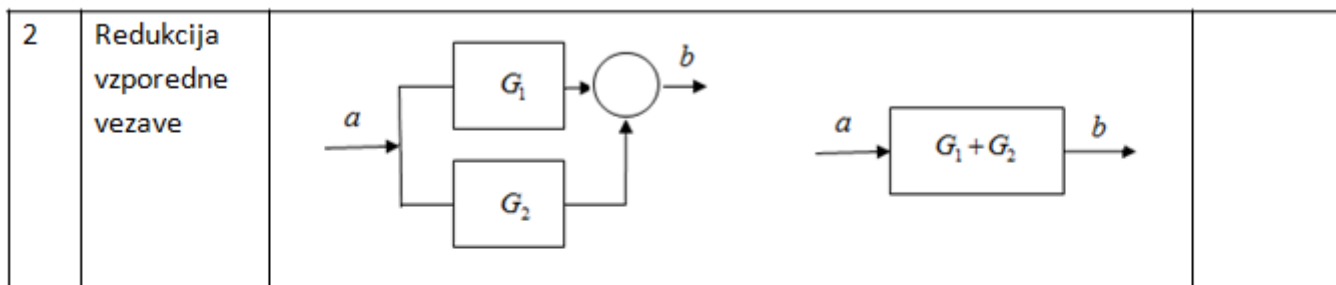 2
Redukcija
vzporedne
vezave
a
G₁
G₂
b
a
G₁+G₂
b